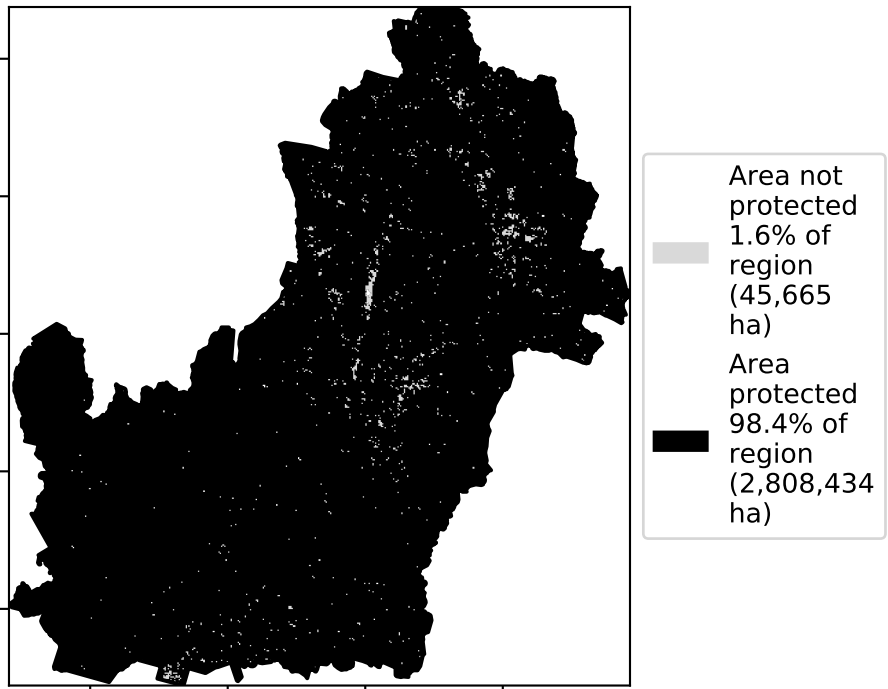 Area not
protected
1.6% of
region
(45,665
ha)
Area
protected
98.4% of
region
(2,808,434
ha)